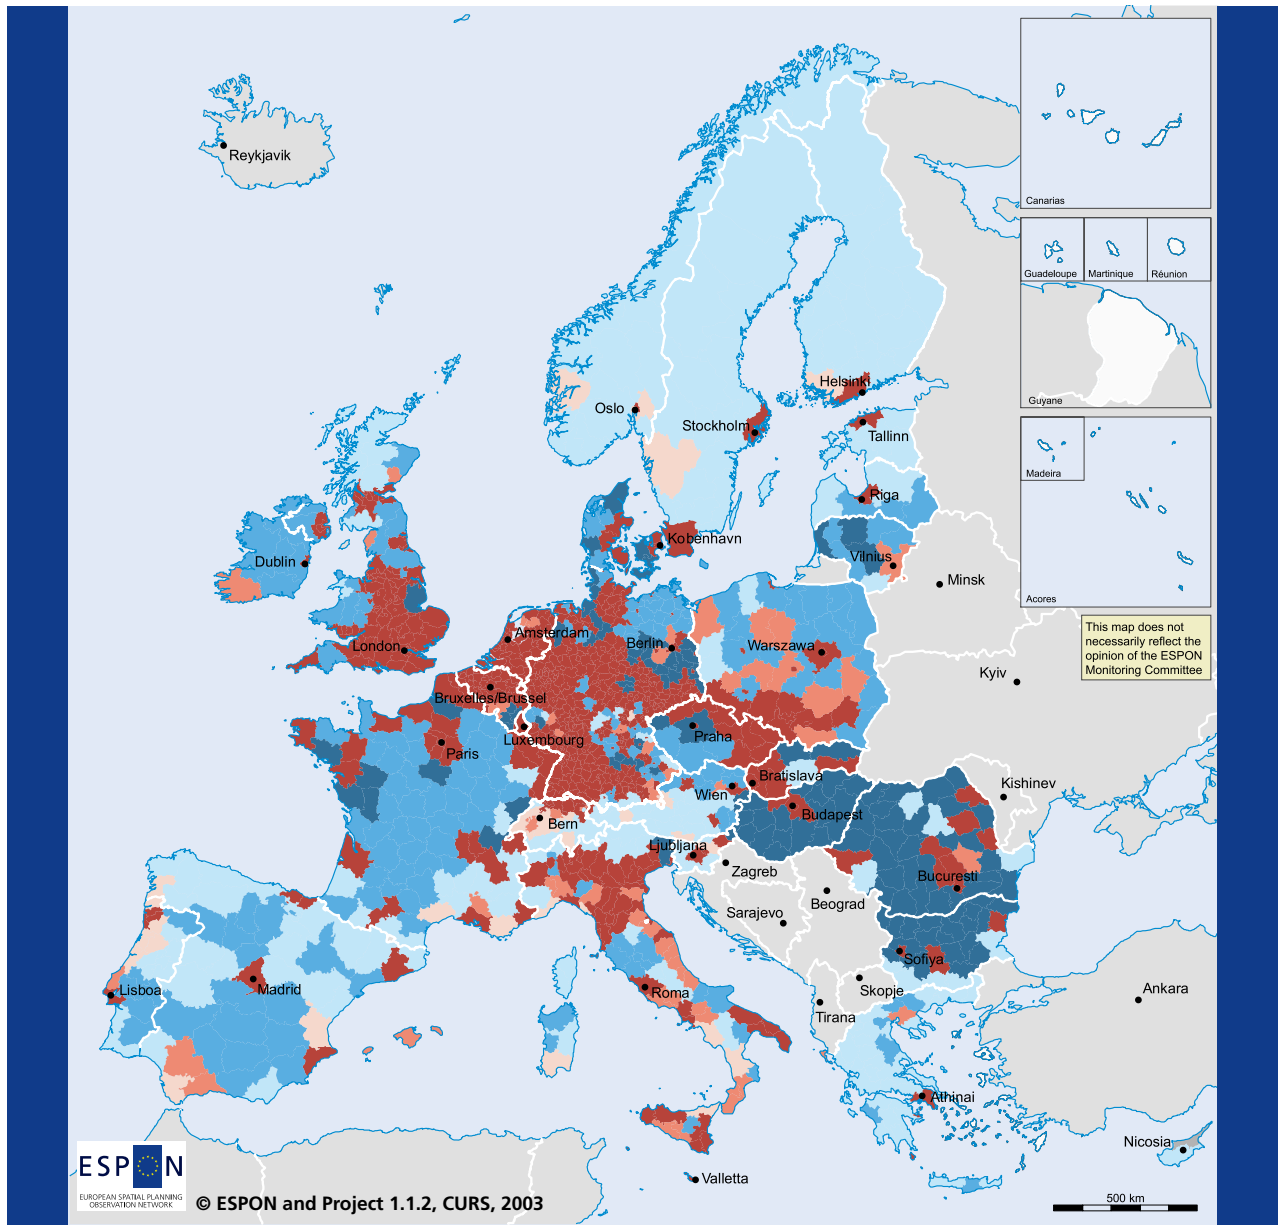 Reykjavik
Canarias
Guadeloupe
Martinique
Réunion
Guyane
Helsinki
Oslo
Stockholm
Tallinn
Madeira
Riga
Kobenhavn
Dublin
Vilnius
Minsk
Acores
This map does not
necessarily reflect the
opinion of the ESPON
Monitoring Committee
Amsterdam
London
Berlin
Warszawa
Kyiv
Bruxelles/Brussel
Praha
Luxembourg
Paris
Bratislava
Kishinev
Wien
Budapest
Bern
Ljubljana
Zagreb
Bucuresti
Beograd
Sarajevo
Sofiya
Skopje
Ankara
Lisboa
Madrid
Roma
Tirana
Athinai
Nicosia
Valletta
ESPON
EUROPEAN SPATIAL PLANNING
OBSERVATION NETWORK
© ESPON and Project 1.1.2, CURS, 2003
500 km